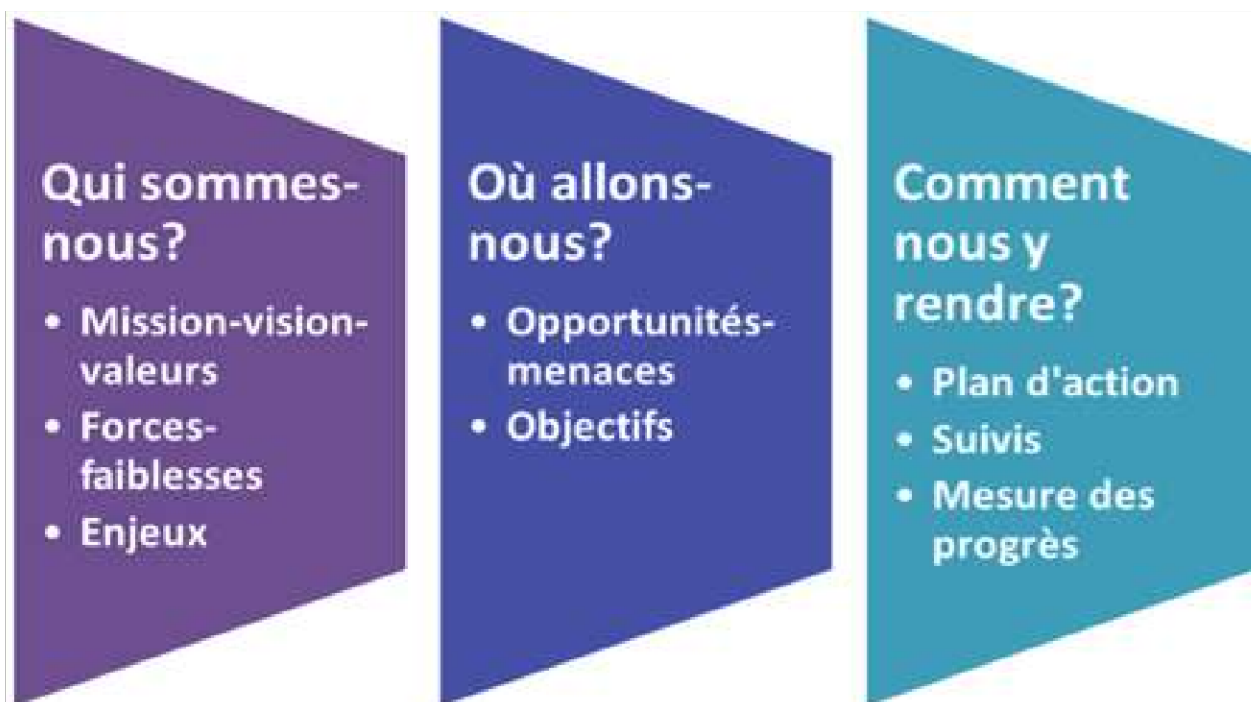 Qui sommes-
nous?
• Mission-vision-
valeurs
• Forces-
faiblesses
• Enjeux
Où allons-
nous?
• Opportunités-
menaces
• Objectifs
Comment
nous y
rendre?
• Plan d'action
• Suivis
• Mesure des
progrès